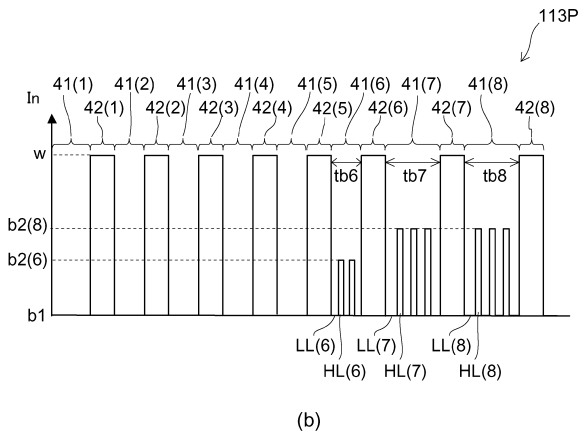 113P
41(1) 41(2) 41(3) 41(4) 41(5) 41(6) 41(7) 41(8)
In
42(1) 42(2) 42(3) 42(4) 42(5) 42(6) 42(7) 42(8)
w
tb6 tb7 tb8
b2(8)
b2(6)
b1
LL(6) LL(7) LL(8)
HL(6) HL(7) HL(8)
(b)